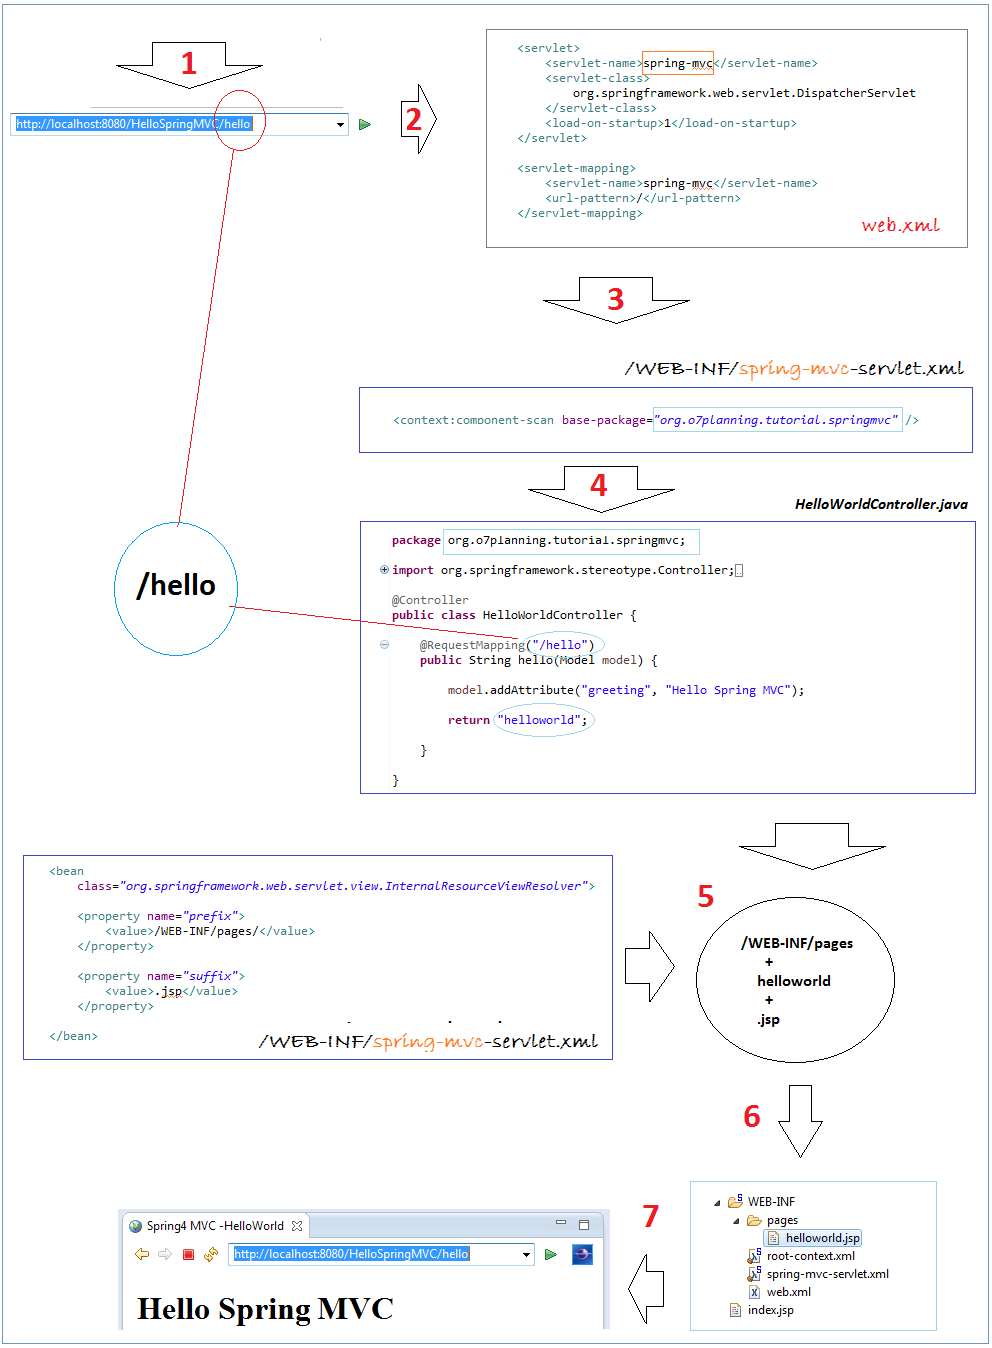 1
http://localhost:8080/HelloSpringMVC/hello
2
<servlet>
<servlet-name>spring-mvc</servlet-name>
<servlet-class>
org.springframework.web.servlet.DispatcherServlet
</servlet-class>
<load-on-startup>1</load-on-startup>
</servlet>
<servlet-mapping>
<servlet-name>spring-mvc</servlet-name>
<url-pattern>/</url-pattern>
</servlet-mapping>
web.xml
3
/WEB-INF/spring-mvc-servlet.xml
<context:component-scan base-package="org.o7planning.tutorial.springmvc" />
4
HelloWorldController.java
package org.o7planning.tutorial.springmvc;
import org.springframework.stereotype.Controller;
@Controller
public class HelloWorldController {
@RequestMapping("/hello")
public String hello(Model model) {
model.addAttribute("greeting", "Hello Spring MVC");
return "helloworld";
}
}
/hello
<bean
class="org.springframework.web.servlet.view.InternalResourceViewResolver">
<property name="prefix">
<value>/WEB-INF/pages/</value>
</property>
<property name="suffix">
<value>.jsp</value>
</property>
</bean>
/WEB-INF/spring-mvc-servlet.xml
5
/WEB-INF/pages
+
helloworld
+
.jsp
6
WEB-INF
pages
helloworld.jsp
root-context.xml
spring-mvc-servlet.xml
web.xml
index.jsp
7
Spring4 MVC -HelloWorld
http://localhost:8080/HelloSpringMVC/hello
Hello Spring MVC